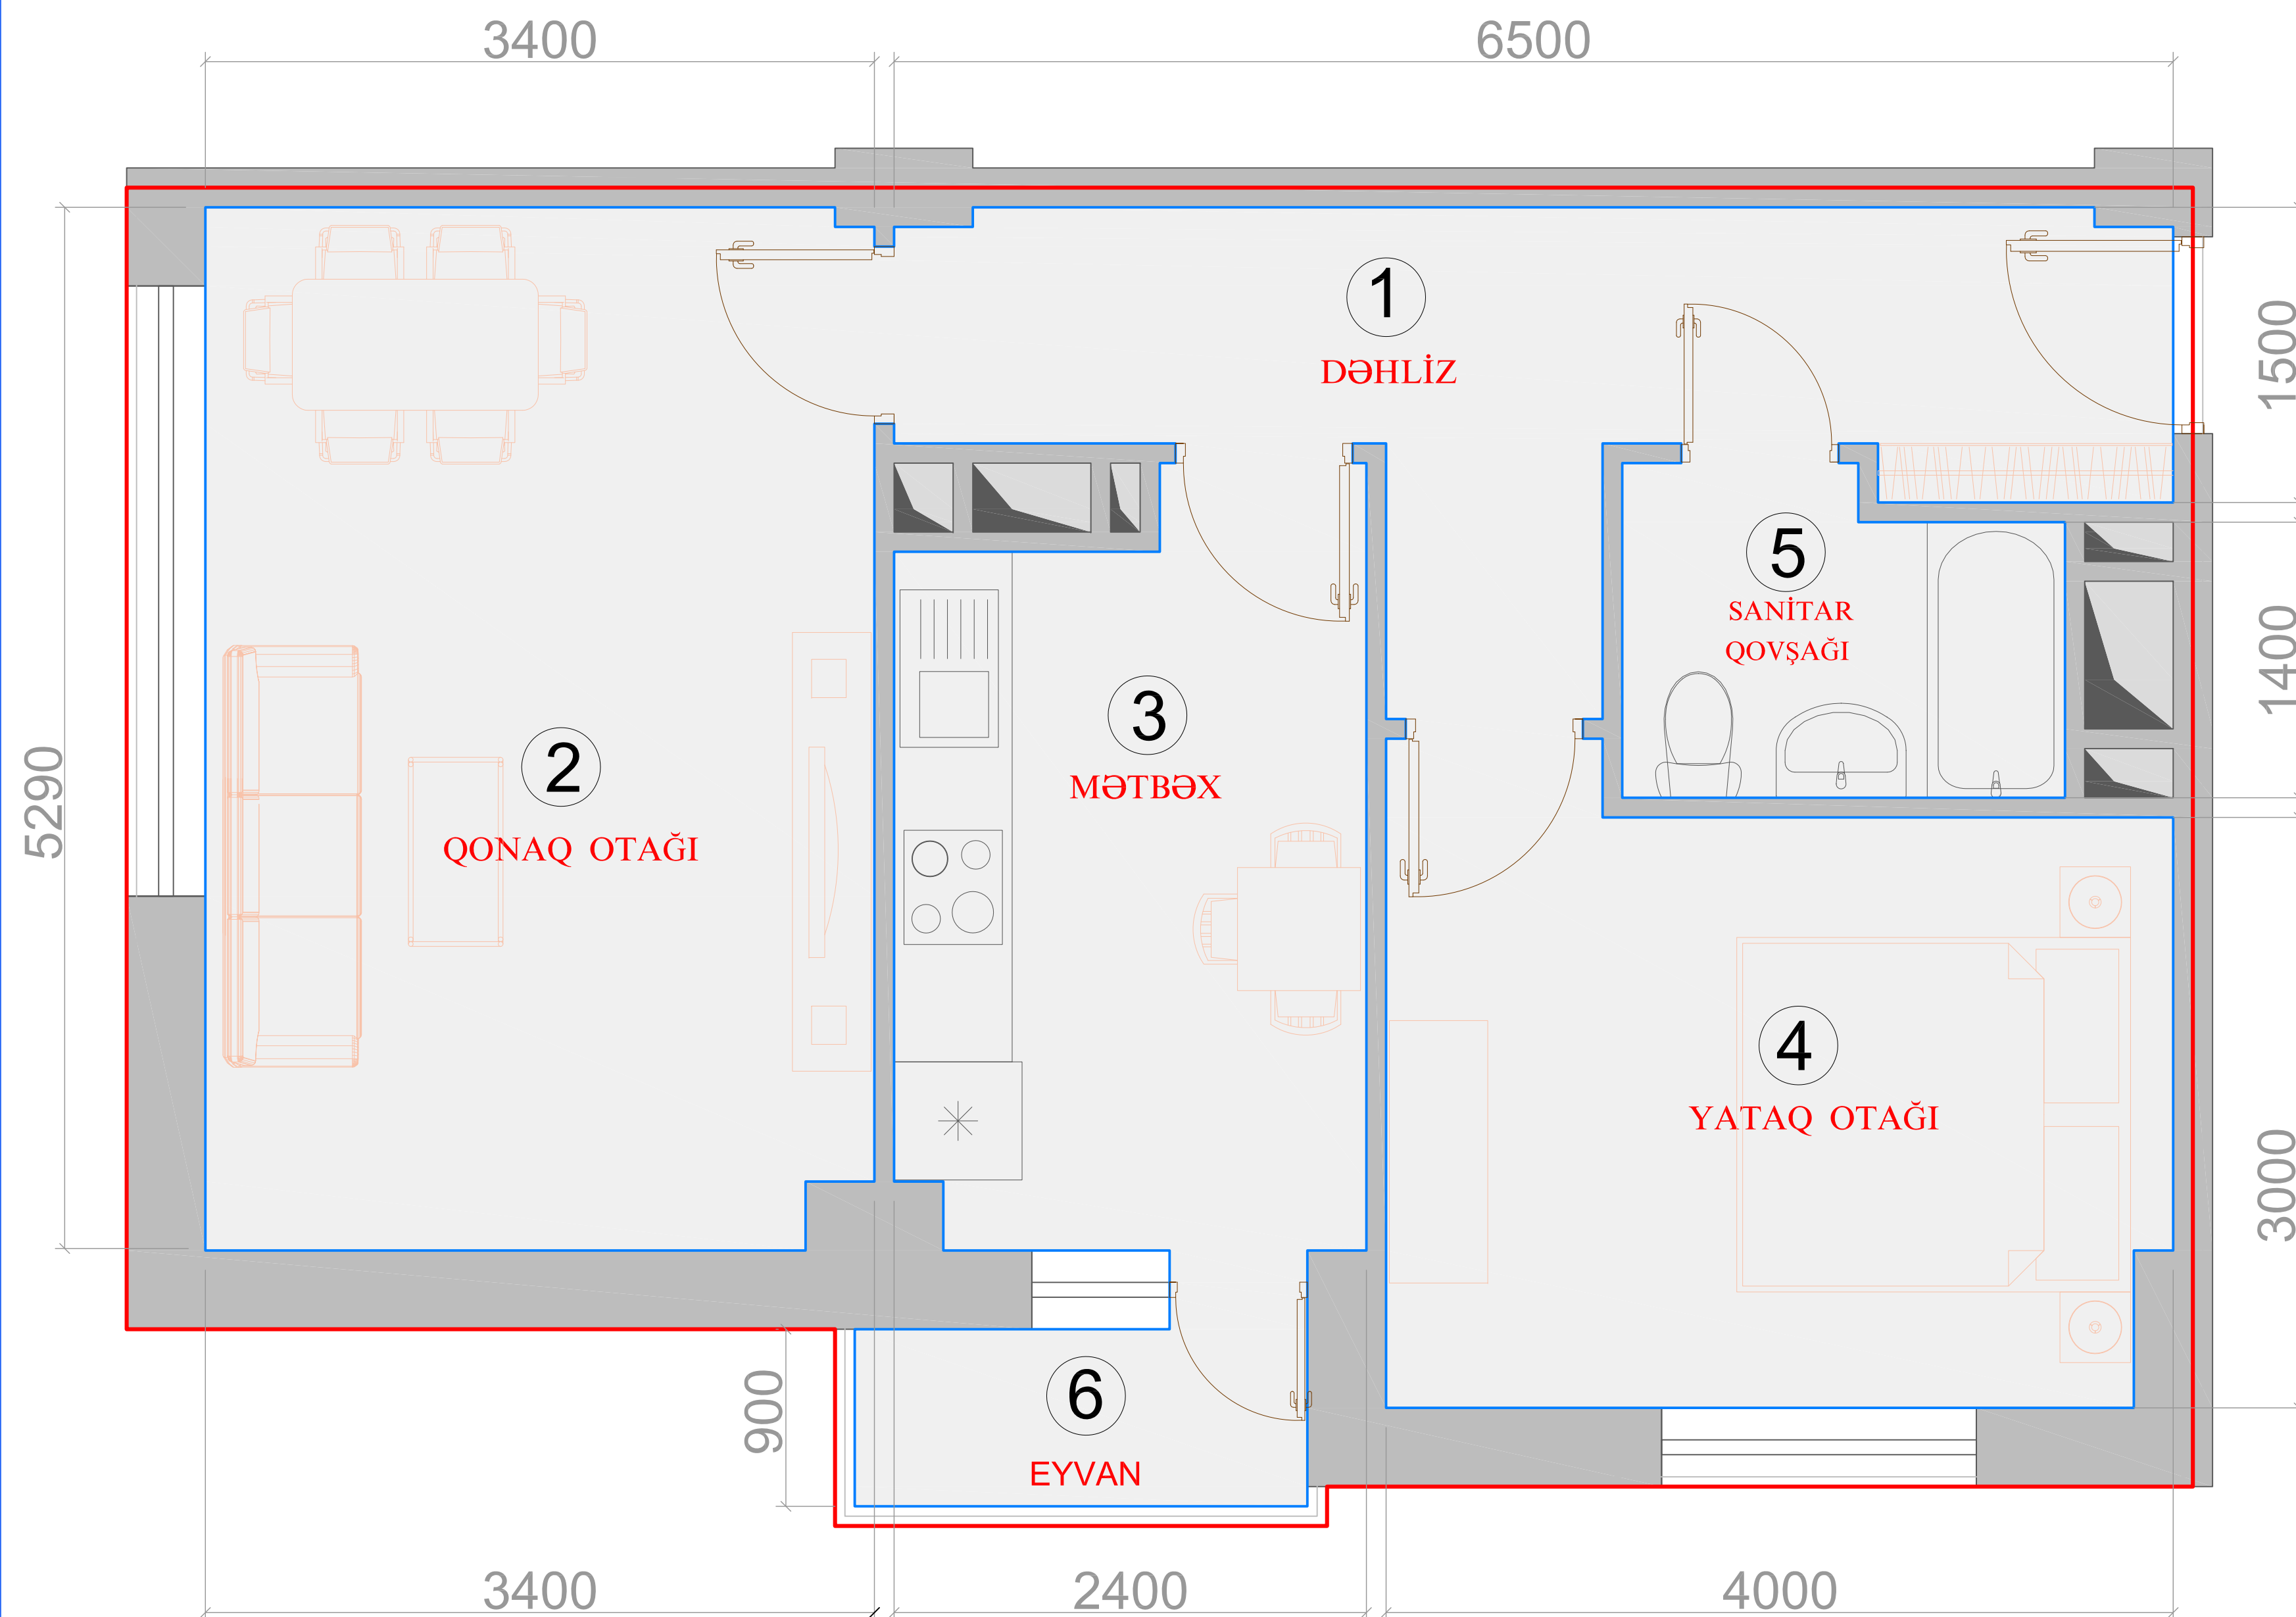 3400
6500
1
DƏHLİZ
1500
5
SANİTAR
QOVŞAĞI
1400
3
MƏTBƏX
2
QONAQ OTAĞI
5290
4
YATAQ OTAĞI
3000
6
EYVAN
900
3400
2400
4000